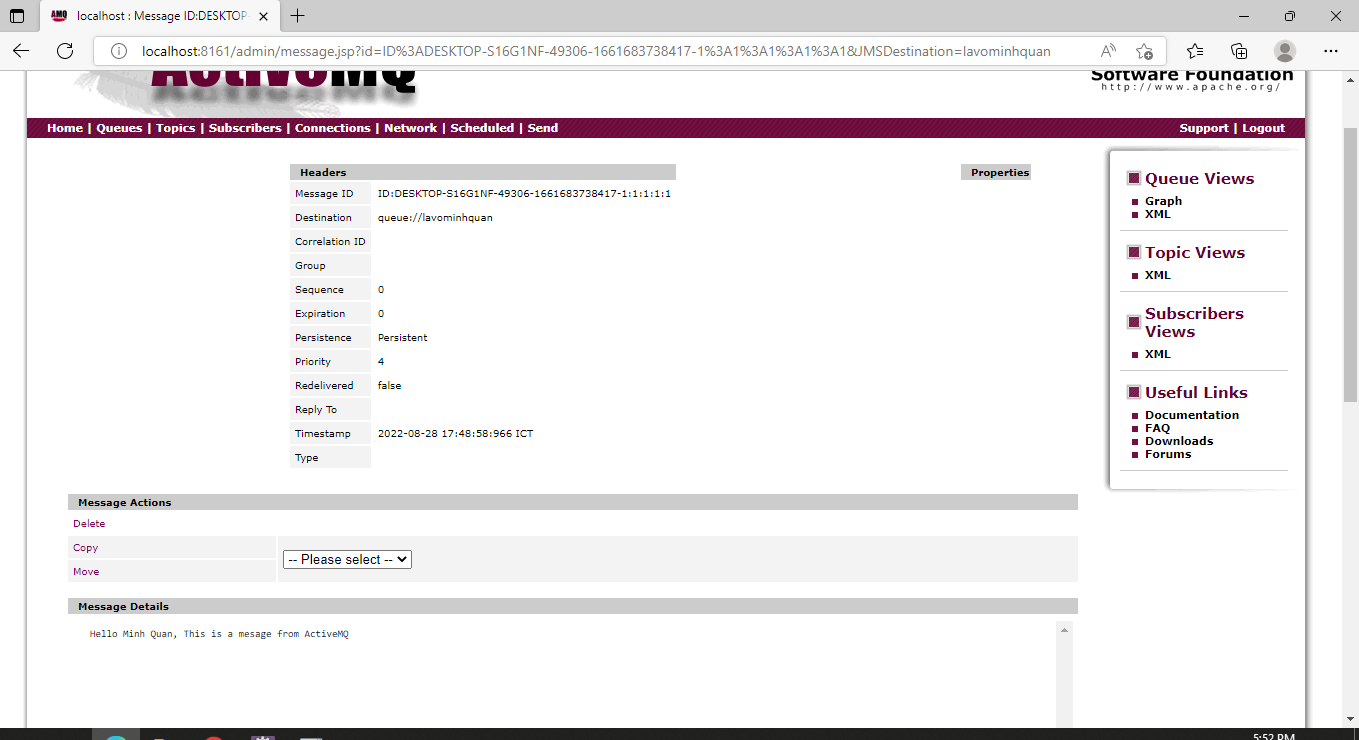 localhost : Message ID:DESKTOP-
localhost:8161/admin/message.jsp?id=ID%3ADESKTOP-S16G1NF-49306-1661683738417-1%3A1%3A1%3A1%3A1&JMSDestination=lavominhquan
ActiveMQ
Software Foundation
http://www.apache.org/
Home | Queues | Topics | Subscribers | Connections | Network | Scheduled | Send
Support | Logout
Headers
Message ID ID:DESKTOP-S16G1NF-49306-1661683738417-1:1:1:1:1
Destination queue://lavominhquan
Correlation ID
Group
Sequence 0
Expiration 0
Persistence Persistent
Priority 4
Redelivered false
Reply To
Timestamp 2022-08-28 17:48:58:966 ICT
Type
Properties
Queue Views
Graph
XML
Topic Views
XML
Subscribers
Views
XML
Useful Links
Documentation
FAQ
Downloads
Forums
Message Actions
Delete
Copy
-- Please select --
Move
Message Details
Hello Minh Quan, This is a mesage from ActiveMQ
5:52 PM